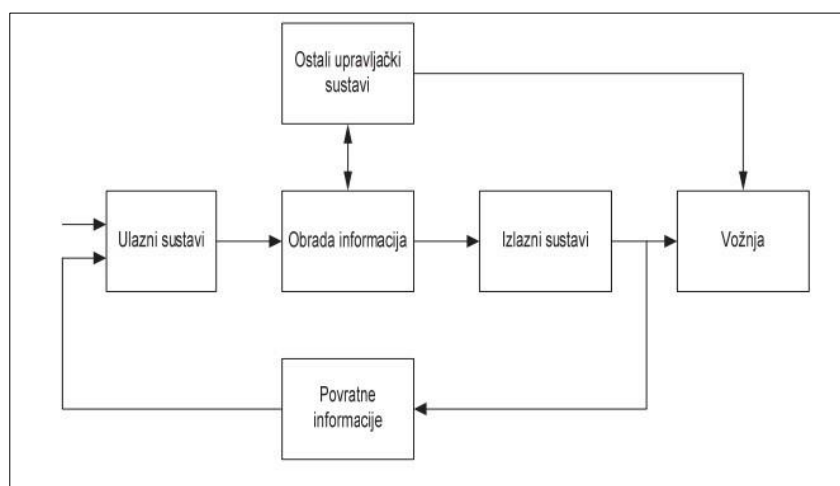 Ostali upravljački
sustavi
Ulazni sustavi
Obrada informacija
Izlazni sustavi
Vožnja
Povratne
informacije